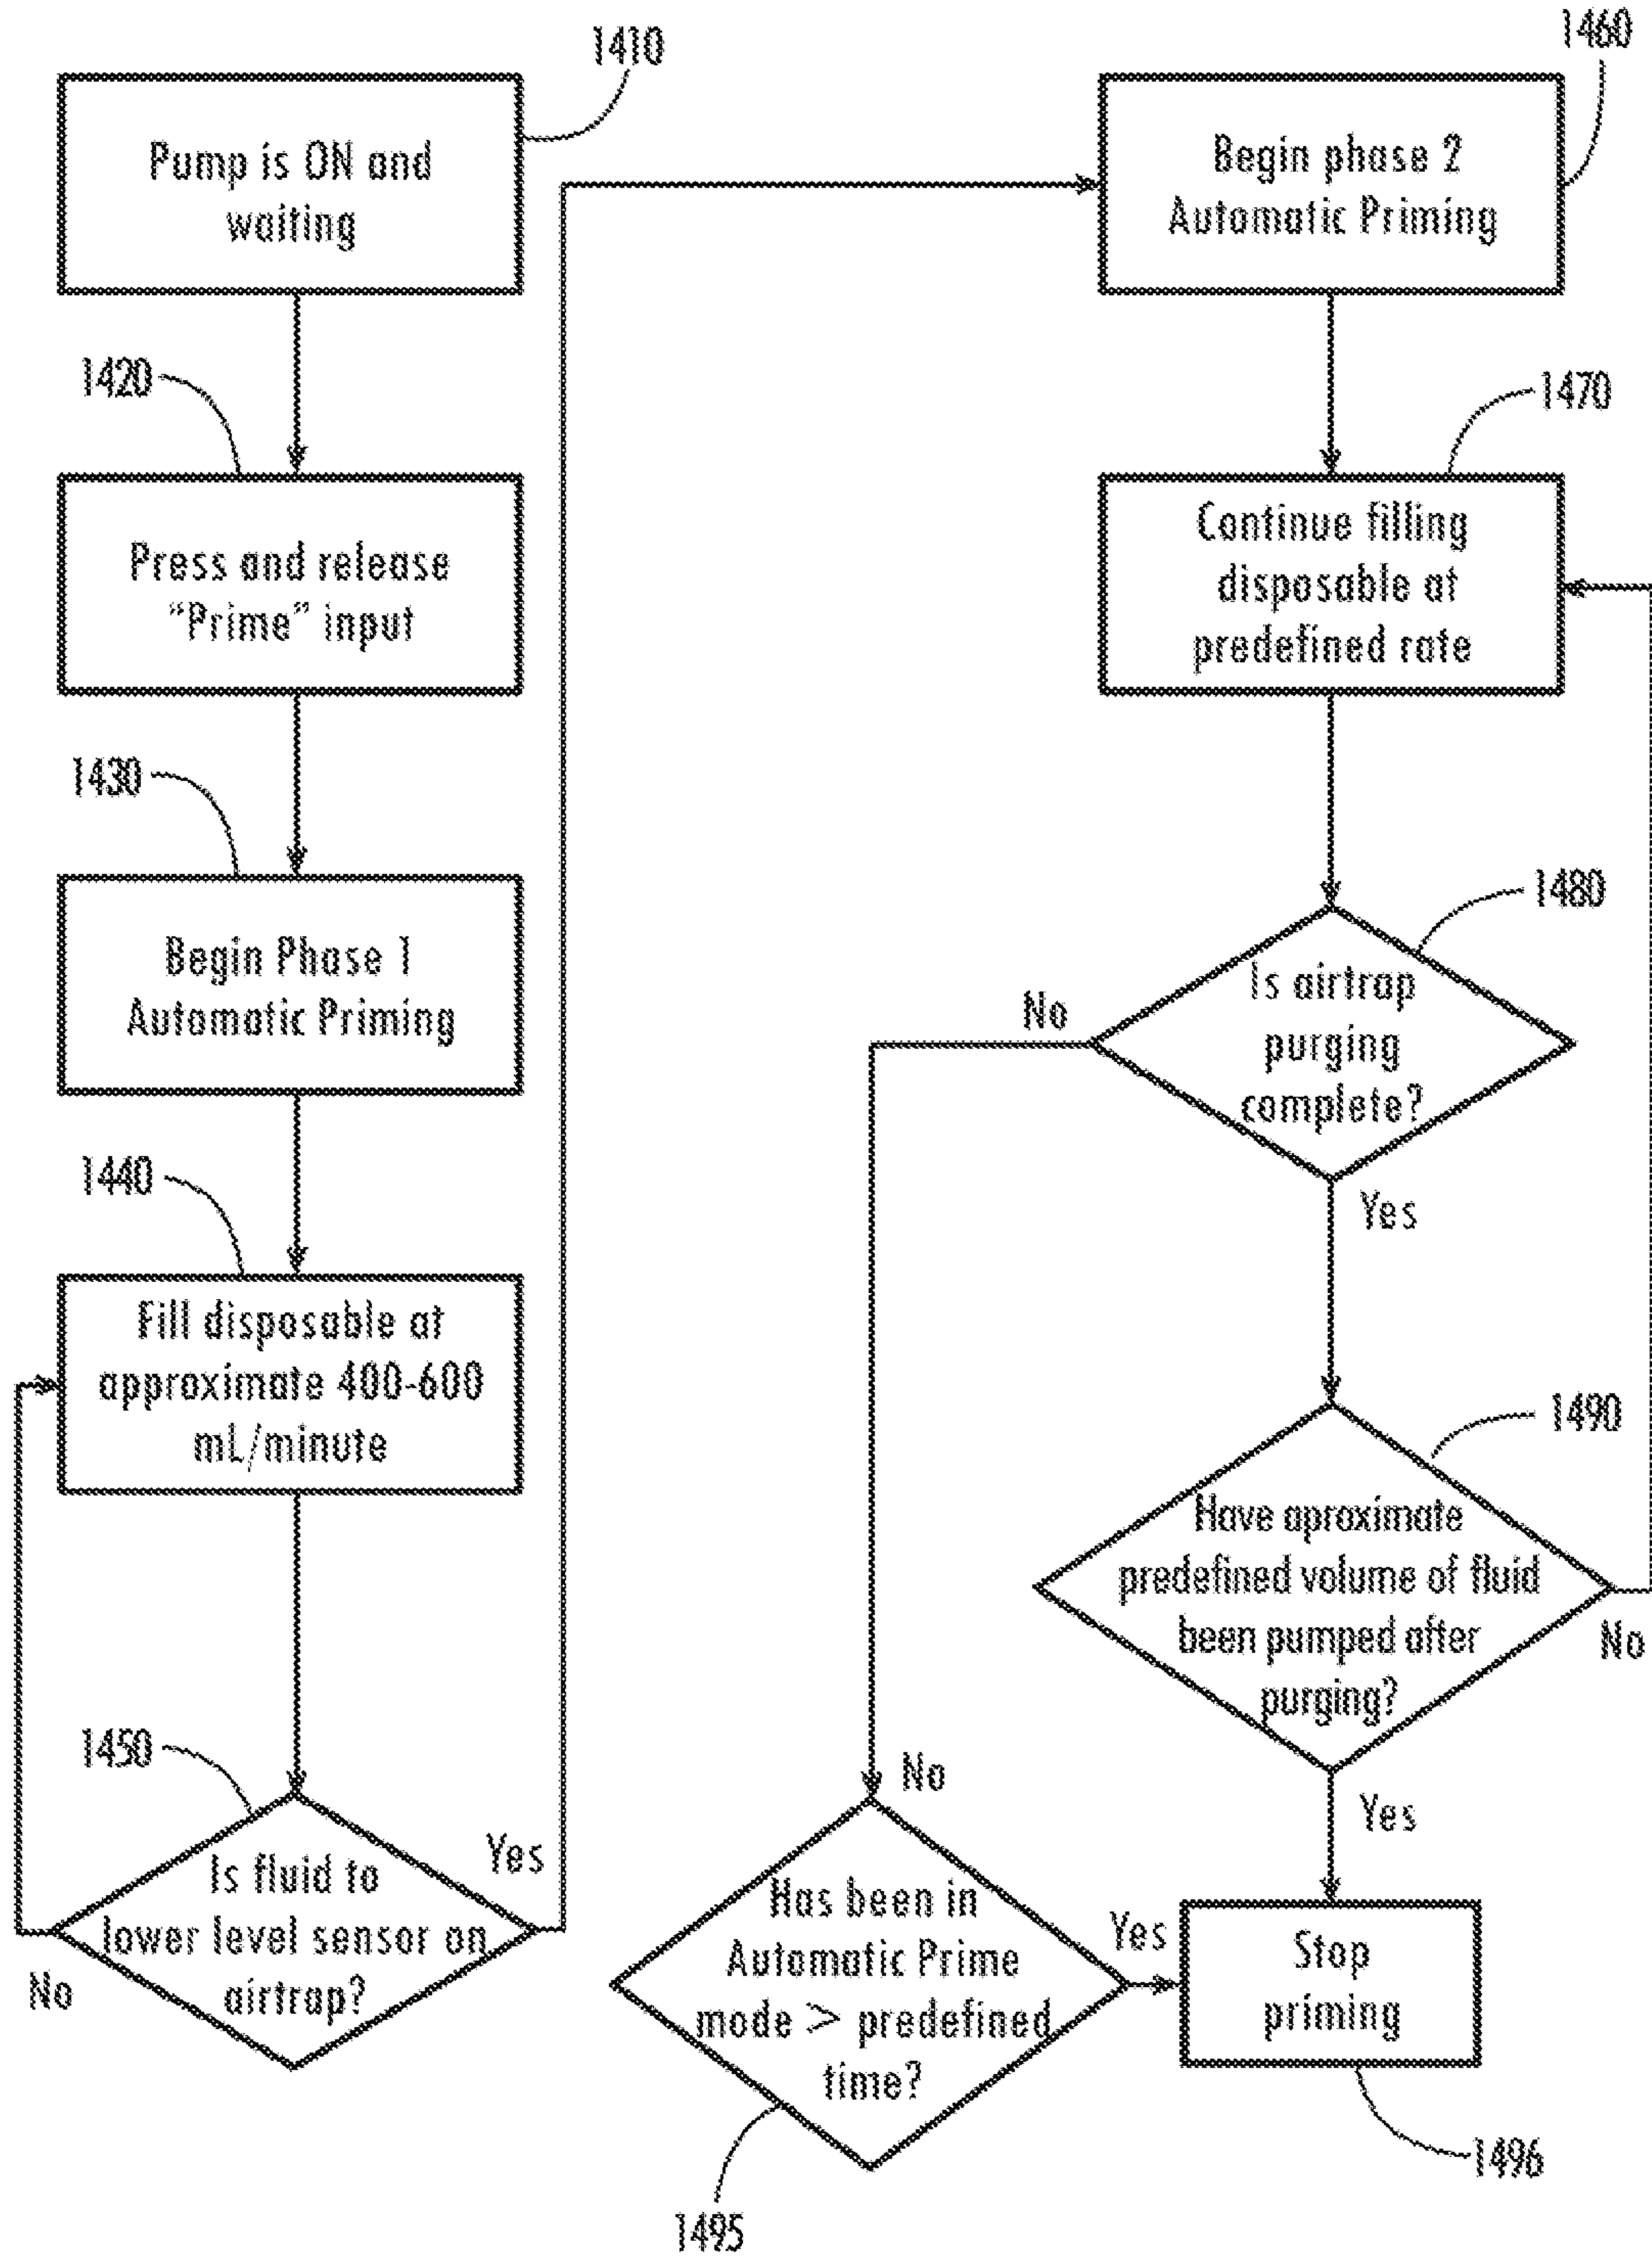 1410
Pump is ON and
waiting
1420
Press and release
“Prime” input
1430
Begin Phase 1
Automatic Priming
1440
Fill disposable at
approximate 400-600
mL/minute
1450
Is fluid to
lower level sensor on
airtrap?
Yes
No
1460
Begin phase 2
Automatic Priming
1470
Continue filling
disposable at
predefined rate
1480
Is airtrap
purging
complete?
No
Yes
1490
Have aproximate
predefined volume of fluid
been pumped after
purging?
No
Yes
No
Has been in
Automatic Prime
mode > predefined
time?
Yes
1495
Stop
priming
1496